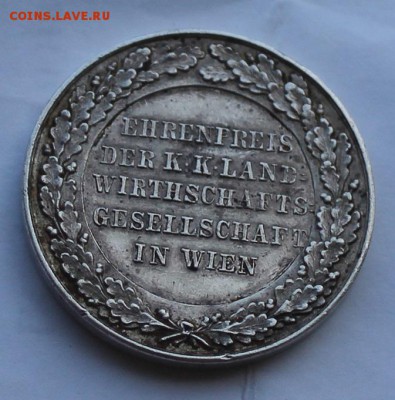 COINS.LAVE.RU
EHRENPREIS
DER K. K. LAND-
WIRTHSCHAFTS-
GESELLSCHAFT
IN WIEN